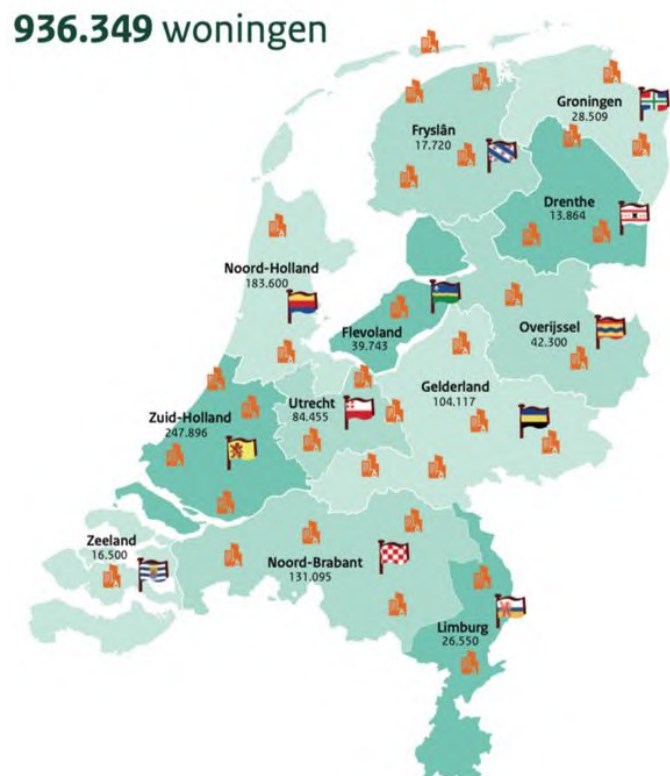 936.349 woningen
Groningen
28.509
Fryslân
17.720
Drenthe
13.864
Noord-Holland
183.600
Flevoland
39.743
Overijssel
42.300
Gelderland
104.117
Utrecht
84.455
Zuid-Holland
247.896
Zeeland
16.500
Noord-Brabant
131.095
Limburg
26.550